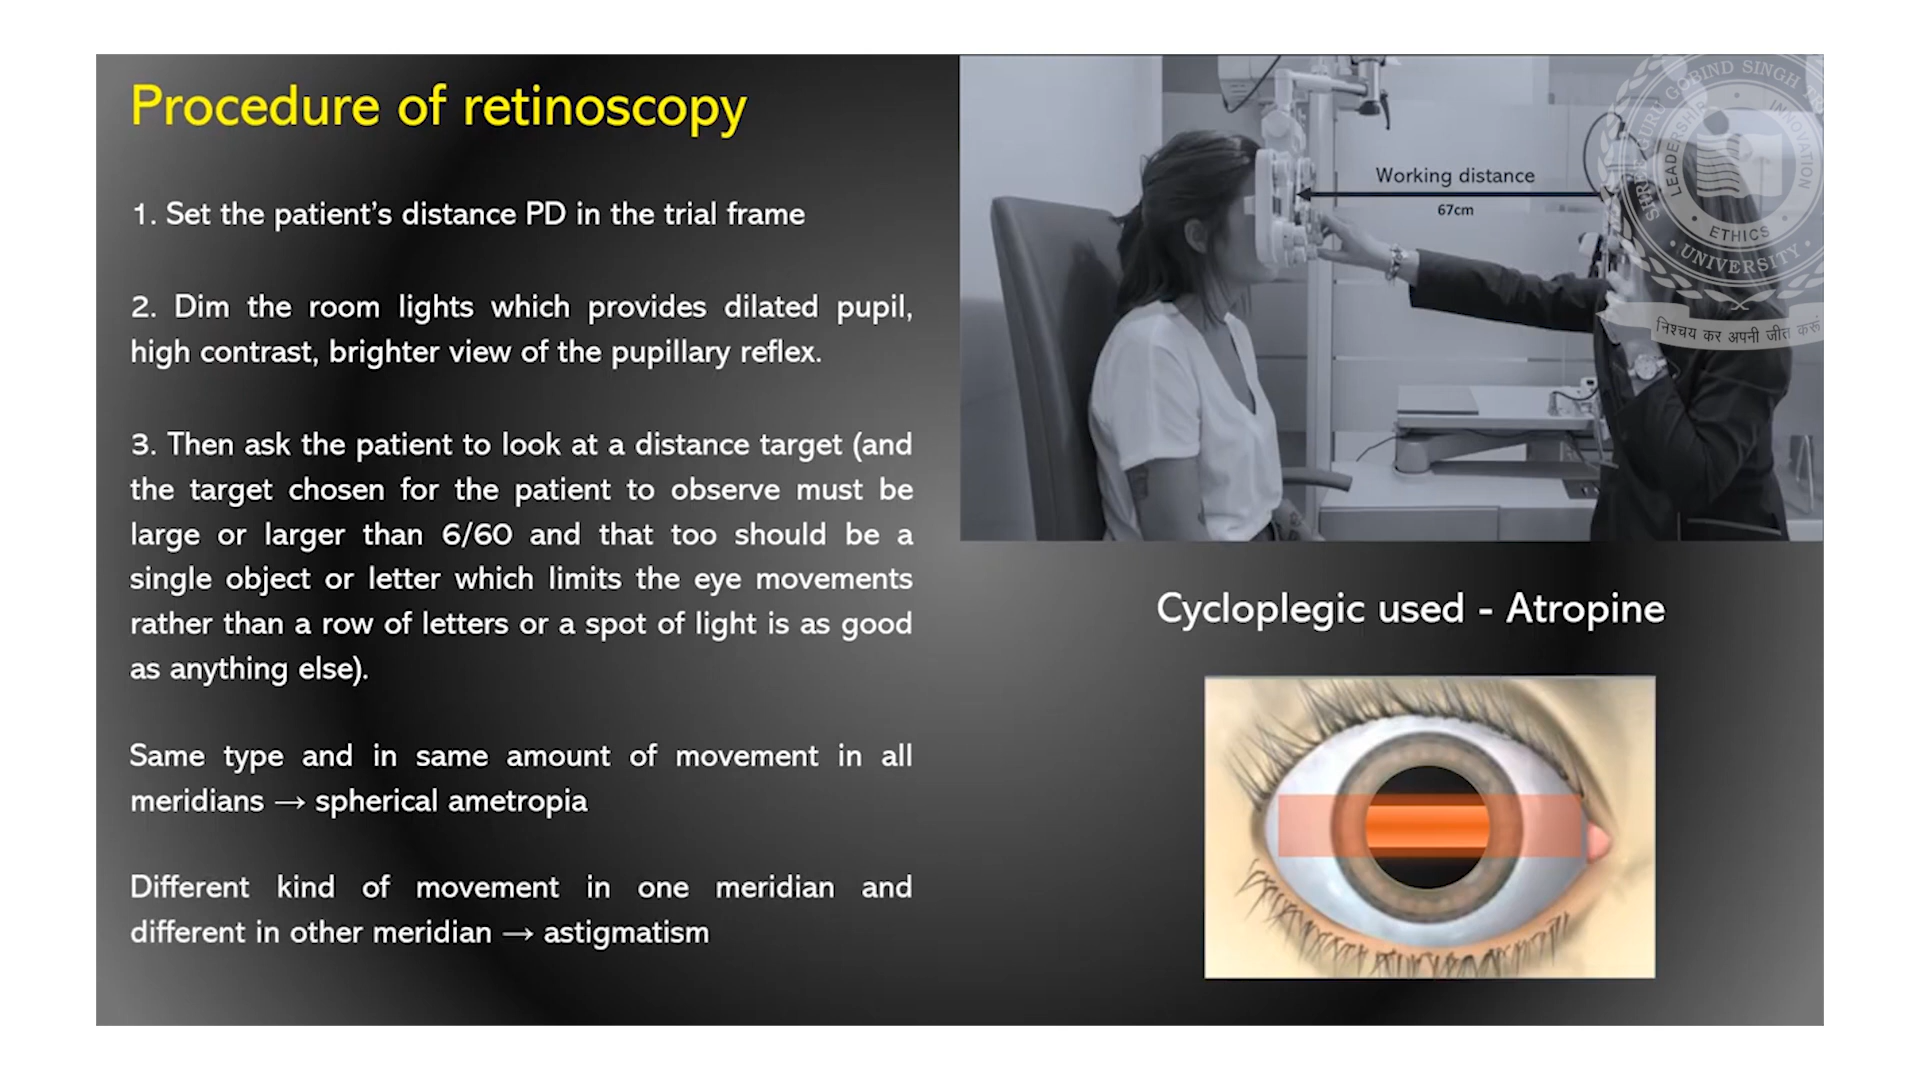 Procedure of retinoscopy
1. Set the patient's distance PD in the trial frame
2. Dim the room lights which provides dilated pupil,
high contrast, brighter view of the pupillary reflex.
3. Then ask the patient to look at a distance target (and
the target chosen for the patient to observe must be
large or larger than 6/60 and that too should be a
single object or letter which limits the eye movements
rather than a row of letters or a spot of light is as good
as anything else).
Same type and in same amount of movement in all
meridians → spherical ametropia
Different kind of movement in one meridian and
different in other meridian → astigmatism
Working distance
67cm
Cycloplegic used - Atropine
GURU GOBIND SINGH
LEADERSHIP
INNOVATION
• ETHICS •
• UNIVERSITY •
निश्चय कर अपनी जीत करूं